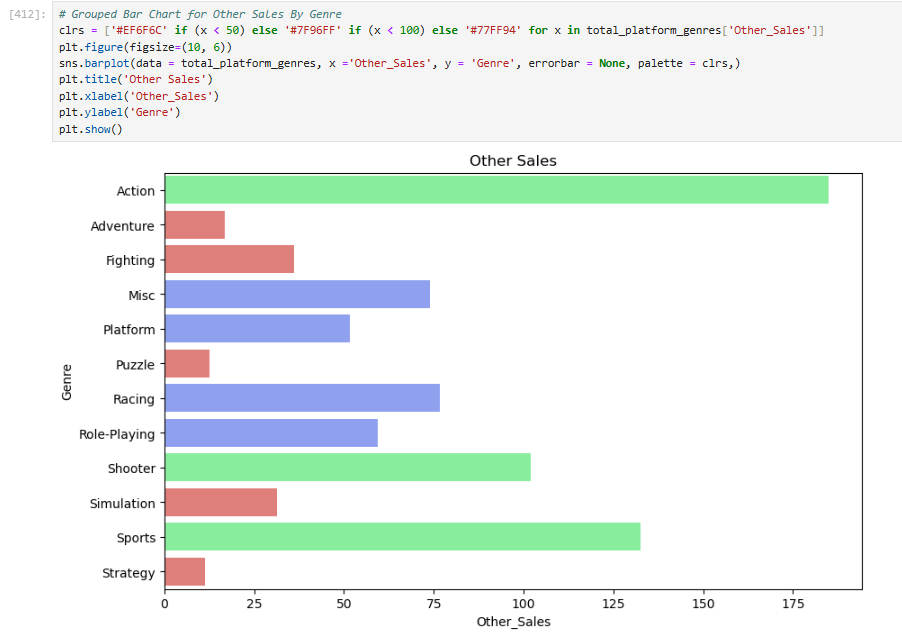 [412]: # Grouped Bar Chart for Other Sales By Genre
clrs = ['#EF6F6C' if (x < 50) else '#7F96FF' if (x < 100) else '#77FF94' for x in total_platform_genres['Other_Sales']]
plt.figure(figsize=(10, 6))
sns.barplot(data = total_platform_genres, x ='Other_Sales', y = 'Genre', errorbar = None, palette = clrs,)
plt.title('Other Sales')
plt.xlabel('Other_Sales')
plt.ylabel('Genre')
plt.show()
Other Sales
Action
Adventure
Fighting
Misc
Platform
Puzzle
Racing
Role-Playing
Shooter
Simulation
Sports
Strategy
Genre
0 25 50 75 100 125 150 175
Other_Sales